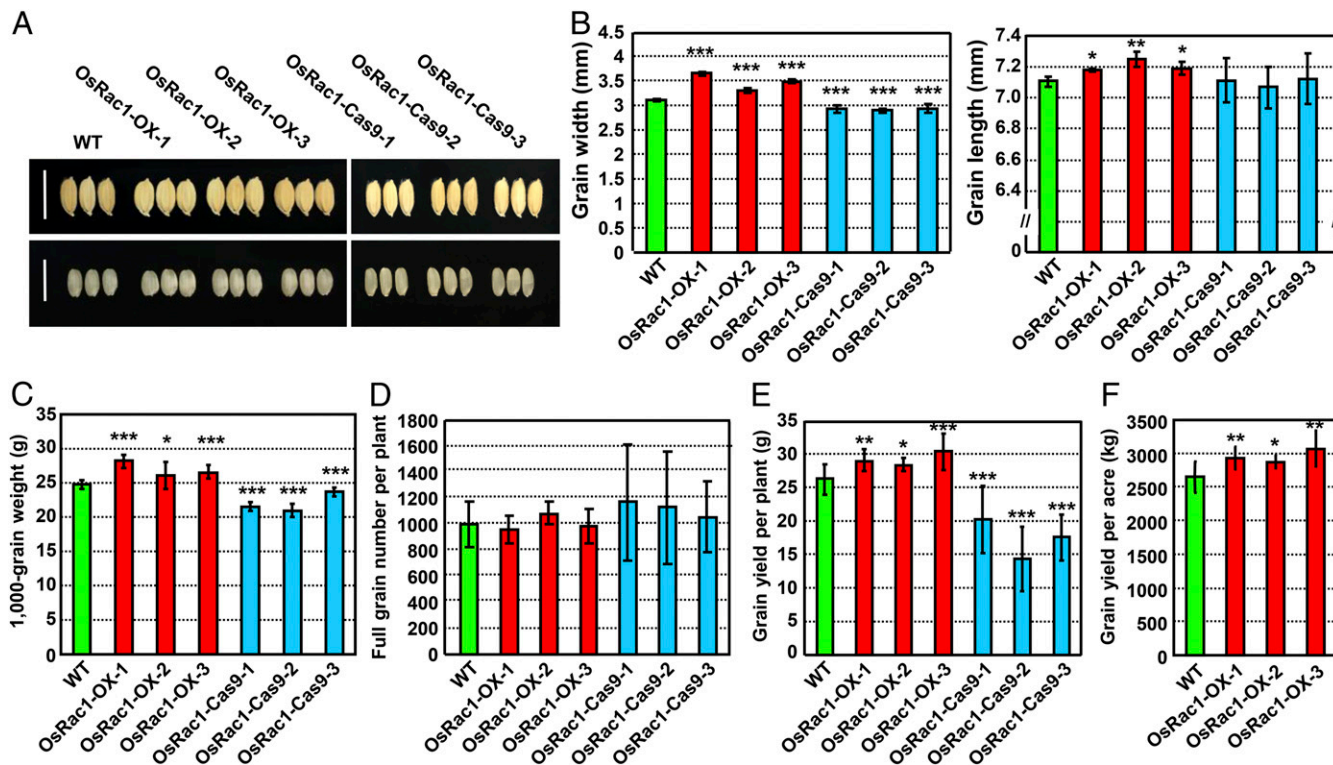 A
WT
OsRac1-OX-1
OsRac1-OX-2
OsRac1-OX-3
OsRac1-Cas9-1
OsRac1-Cas9-2
OsRac1-Cas9-3
B
Grain width (mm)
4.5
4
3.5
3
2.5
2
1.5
1
0.5
0
***
***
***
***
***
***
WT
OsRac1-OX-1
OsRac1-OX-2
OsRac1-OX-3
OsRac1-Cas9-1
OsRac1-Cas9-2
OsRac1-Cas9-3
Grain length (mm)
7.4
7.2
7.0
6.8
6.6
6.4
//
0
*
**
*
WT
OsRac1-OX-1
OsRac1-OX-2
OsRac1-OX-3
OsRac1-Cas9-1
OsRac1-Cas9-2
OsRac1-Cas9-3
C
1,000-grain weight (g)
35
30
25
20
15
10
5
0
***
*
***
***
***
***
WT
OsRac1-OX-1
OsRac1-OX-2
OsRac1-OX-3
OsRac1-Cas9-1
OsRac1-Cas9-2
OsRac1-Cas9-3
D
Full grain number per plant
1800
1600
1400
1200
1000
800
600
400
200
0
WT
OsRac1-OX-1
OsRac1-OX-2
OsRac1-OX-3
OsRac1-Cas9-1
OsRac1-Cas9-2
OsRac1-Cas9-3
E
Grain yield per plant (g)
35
30
25
20
15
10
5
0
**
*
***
***
***
***
WT
OsRac1-OX-1
OsRac1-OX-2
OsRac1-OX-3
OsRac1-Cas9-1
OsRac1-Cas9-2
OsRac1-Cas9-3
F
Grain yield per acre (kg)
4000
3500
3000
2500
2000
1500
1000
500
0
**
*
**
WT
OsRac1-OX-1
OsRac1-OX-2
OsRac1-OX-3